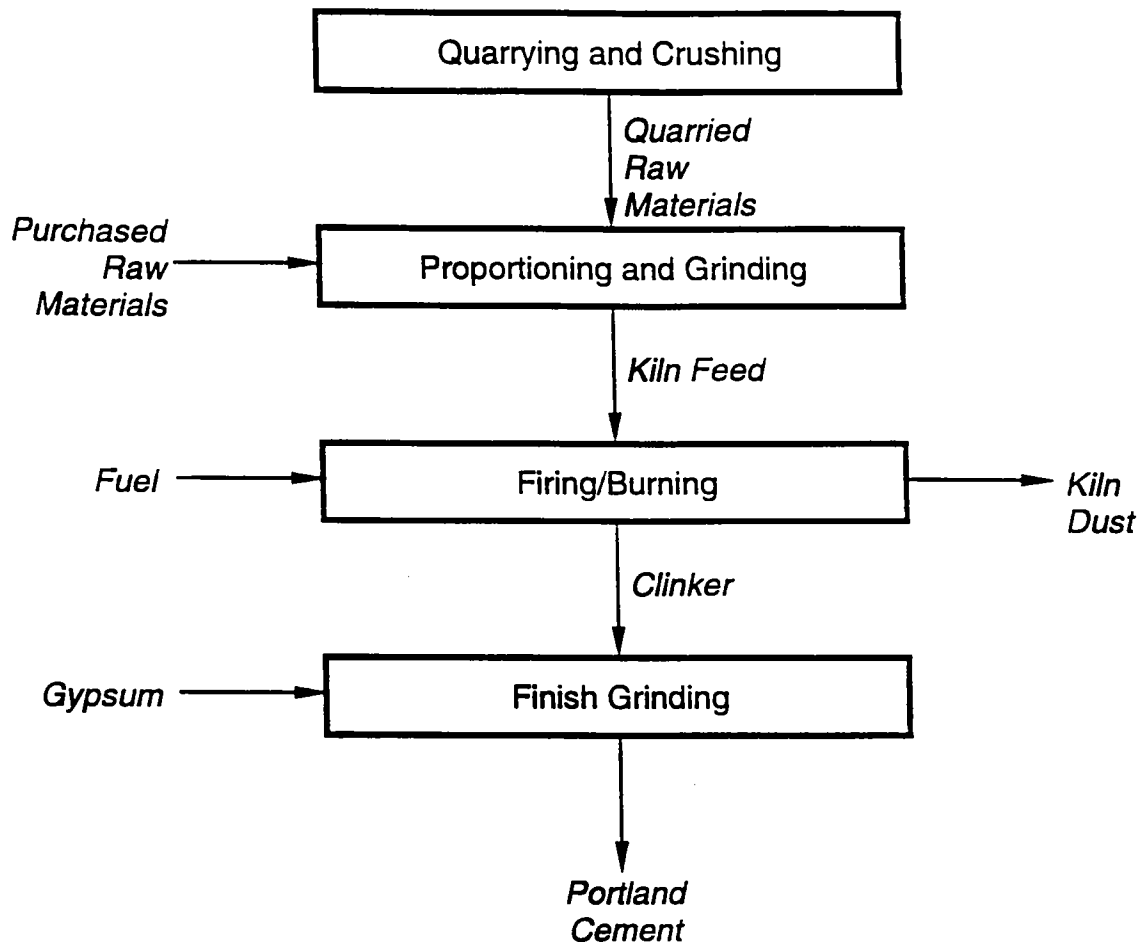 Quarrying and Crushing
Quarried
Raw
Materials
Purchased
Raw
Materials
Proportioning and Grinding
Kiln Feed
Fuel
Firing/Burning
Kiln
Dust
Clinker
Gypsum
Finish Grinding
Portland
Cement